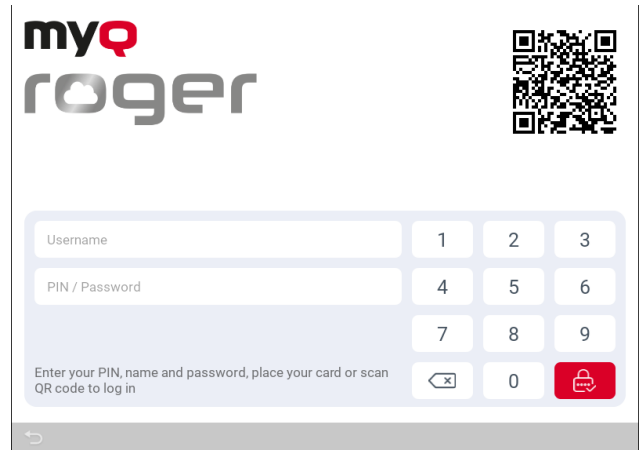 myQ
roger
Username
1 2 3
PIN / Password
4 5 6
7 8 9
Enter your PIN, name and password, place your card or scan
QR code to log in
0